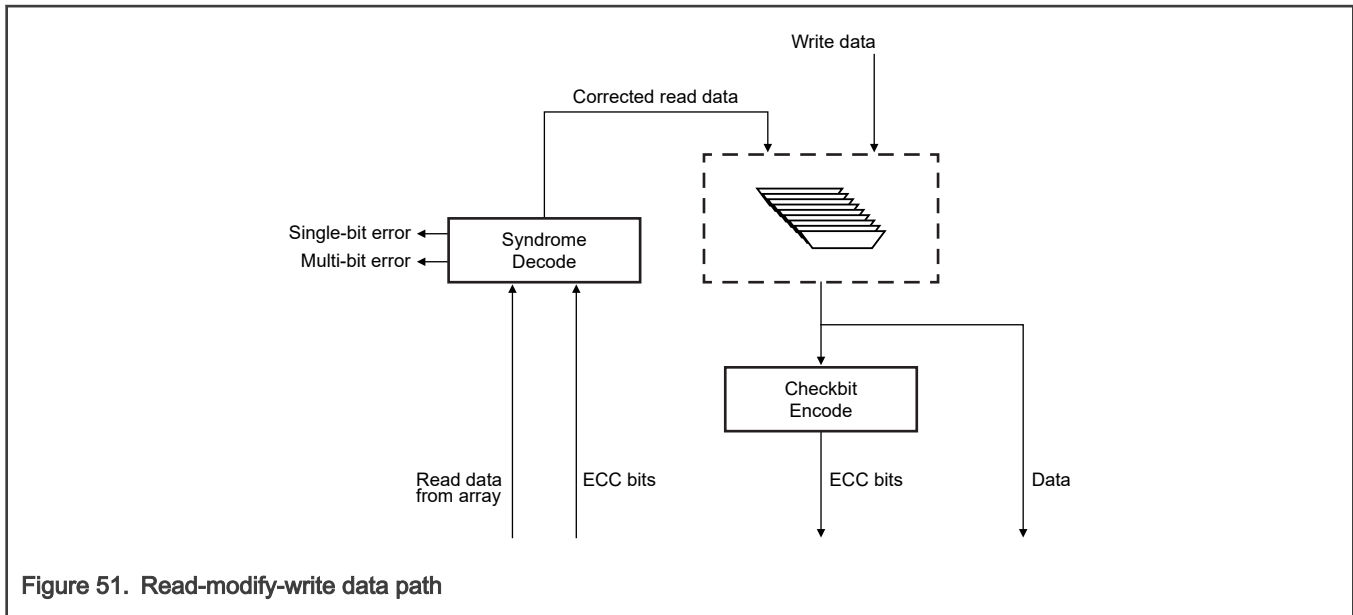 Write data
Corrected read data
Single-bit error
Multi-bit error
Syndrome
Decode
Checkbit
Encode
Read data
from array
ECC bits
ECC bits
Data
Figure 51. Read-modify-write data path